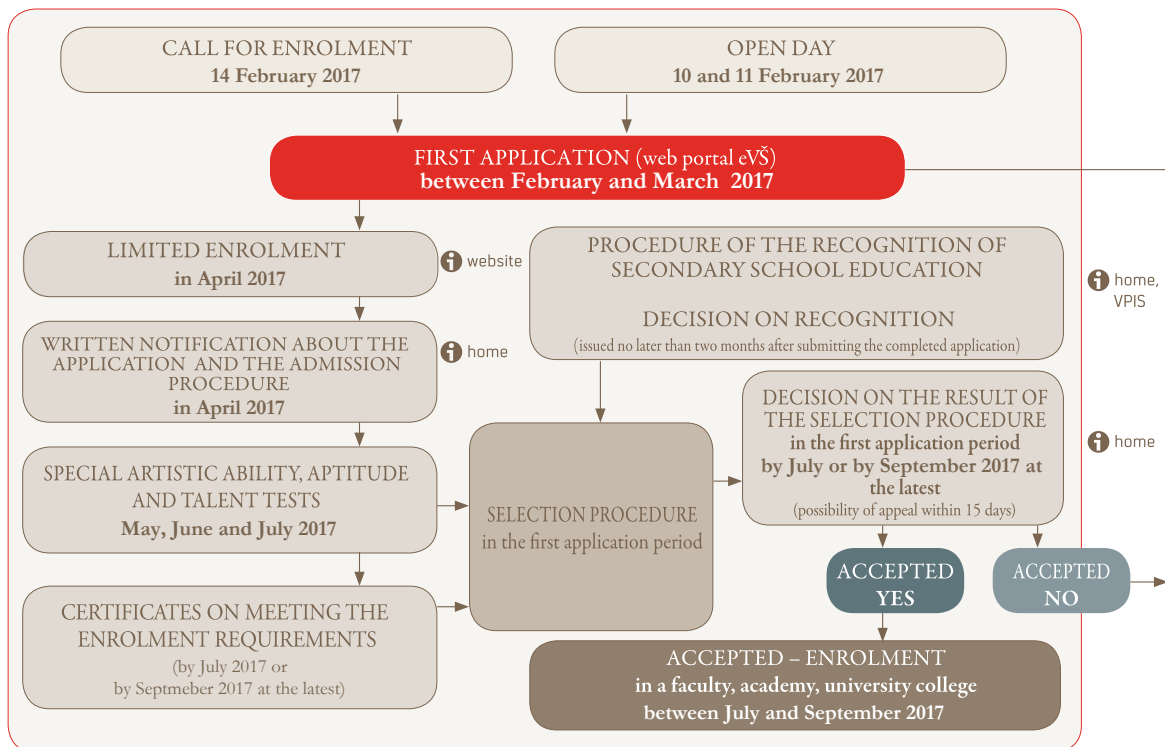 CALL FOR ENROLMENT
14 February 2017
OPEN DAY
10 and 11 February 2017
FIRST APPLICATION (web portal eVŠ)
between February and March 2017
LIMITED ENROLMENT
in April 2017
i website
WRITTEN NOTIFICATION ABOUT THE
APPLICATION AND THE ADMISSION
PROCEDURE
in April 2017
i home
SPECIAL ARTISTIC ABILITY, APTITUDE
AND TALENT TESTS
May, June and July 2017
CERTIFICATES ON MEETING THE
ENROLMENT REQUIREMENTS
(by July 2017 or
by Septmeber 2017 at the latest)
PROCEDURE OF THE RECOGNITION OF
SECONDARY SCHOOL EDUCATION
DECISION ON RECOGNITION
(issued no later than two months after submitting the completed application)
i home,
VPIS
SELECTION PROCEDURE
in the first application period
DECISION ON THE RESULT OF
THE SELECTION PROCEDURE
in the first application period
by July or by September 2017 at
the latest
(possibility of appeal within 15 days)
i home
ACCEPTED
YES
ACCEPTED
NO
ACCEPTED – ENROLMENT
in a faculty, academy, university college
between July and September 2017